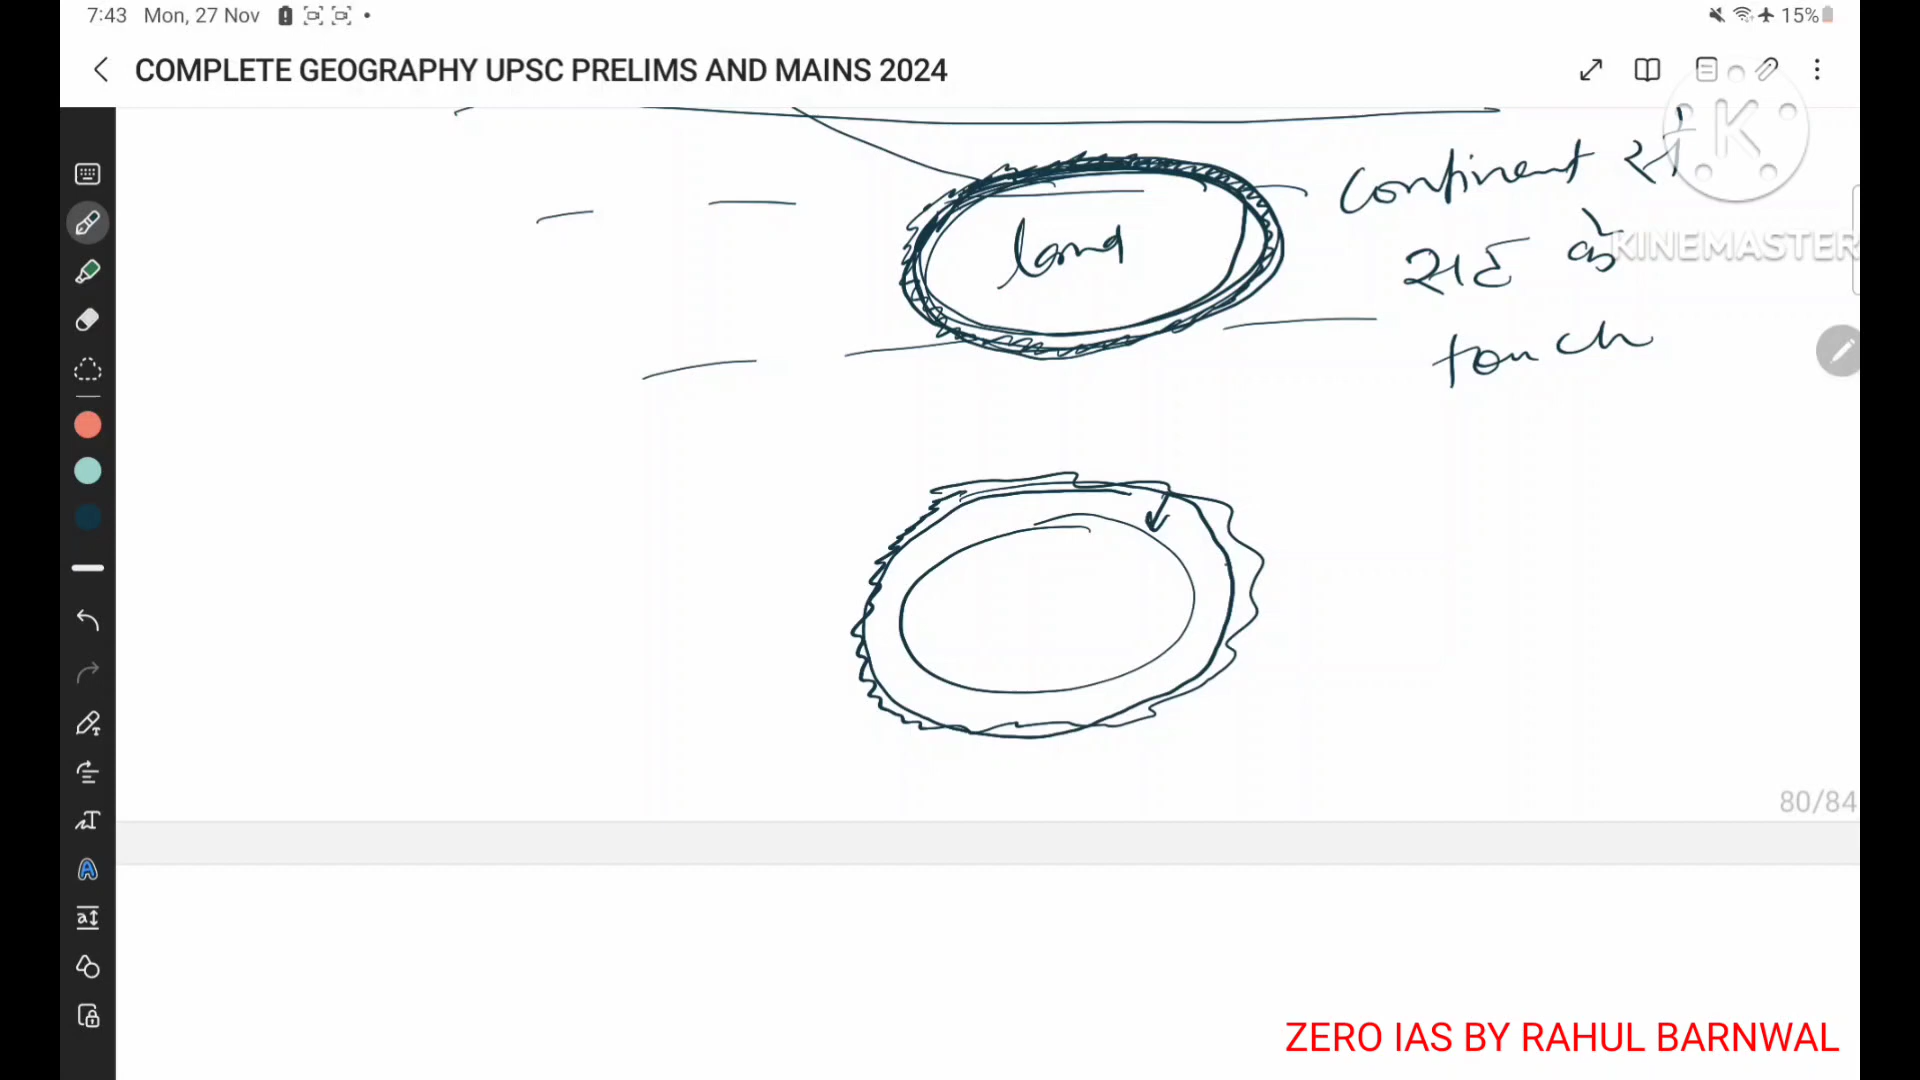 7:43 Mon, 27 Nov
15%
COMPLETE GEOGRAPHY UPSC PRELIMS AND MAINS 2024
K
KINEMASTER
continent
land
touch
80/84
ZERO IAS BY RAHUL BARNWAL